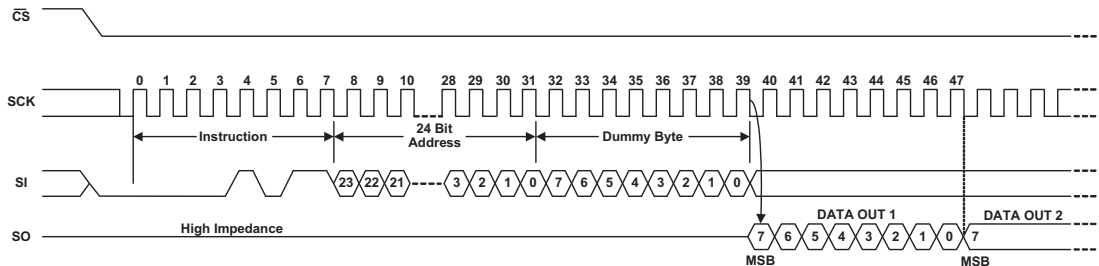 CS
0 1 2 3 4 5 6 7 8 9 10 28 29 30 31 32 33 34 35 36 37 38 39 40 41 42 43 44 45 46 47
SCK
Instruction
24 Bit
Address
Dummy Byte
SI
23 22 21 3 2 1 0 7 6 5 4 3 2 1 0
DATA OUT 1
DATA OUT 2
SO
High Impedance
7 6 5 4 3 2 1 0 7
MSB
MSB